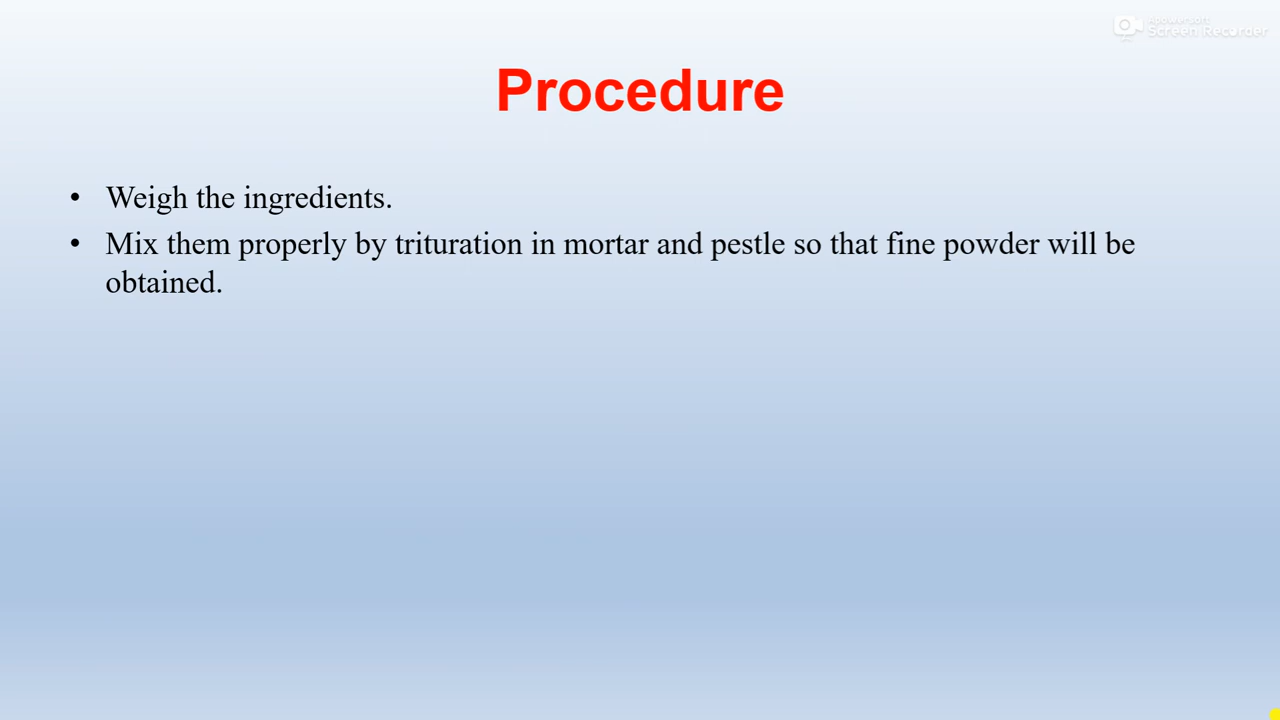 Apowersoft
Screen Recorder
Procedure
• Weigh the ingredients.
• Mix them properly by trituration in mortar and pestle so that fine powder will be
obtained.